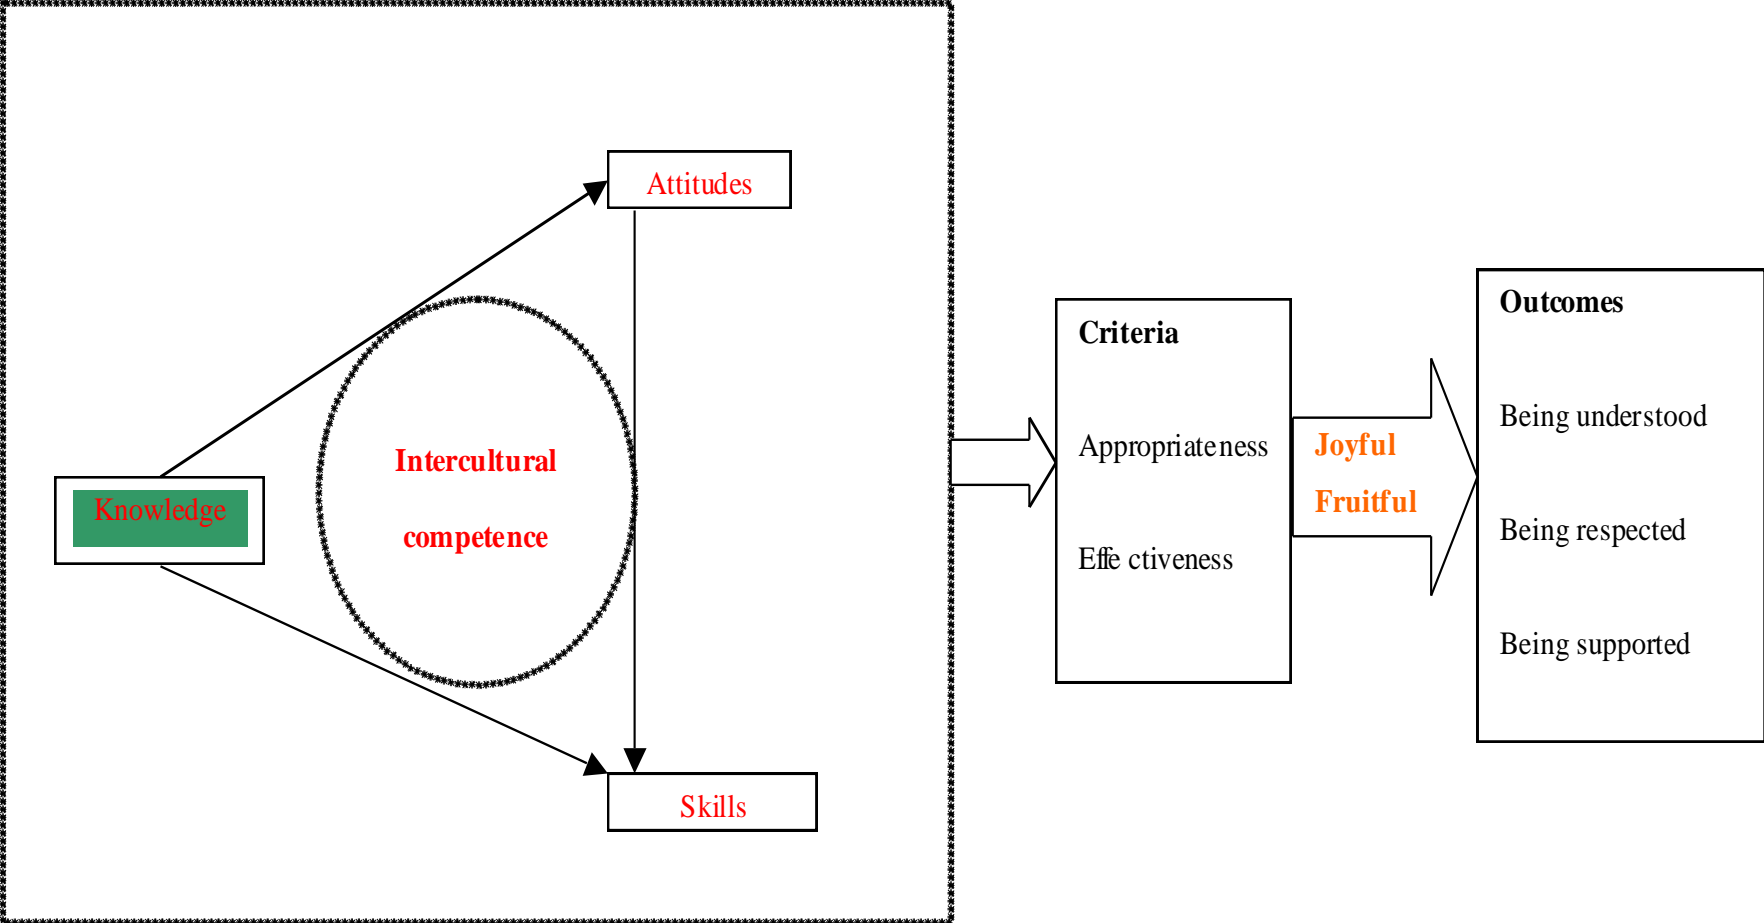 Attitudes
Intercultural
competence
Knowledge
Skills
Criteria
Appropriateness
Effe ctiveness
Joyful
Fruitful
Outcomes
Being understood
Being respected
Being supported